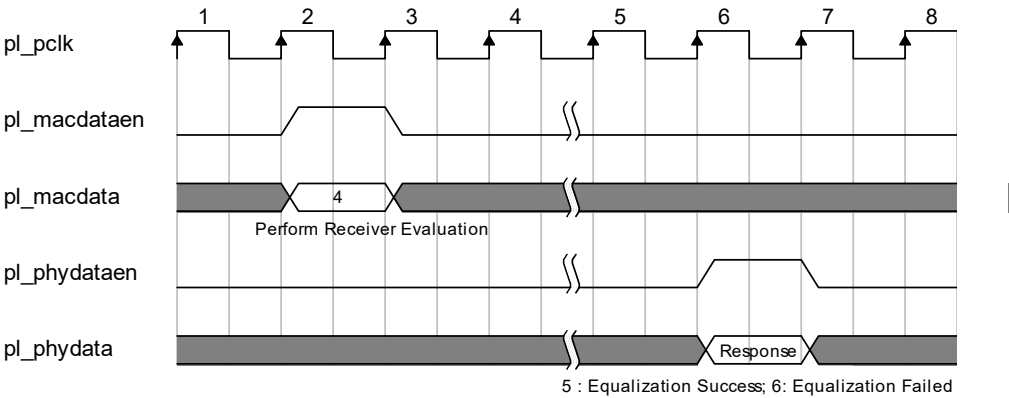 1 2 3 4 5 6 7 8
pl_pclk
pl_macdataen
pl_macdata 4
Perform Receiver Evaluation
pl_phydataen
pl_phydata Response
5 : Equalization Success; 6: Equalization Failed